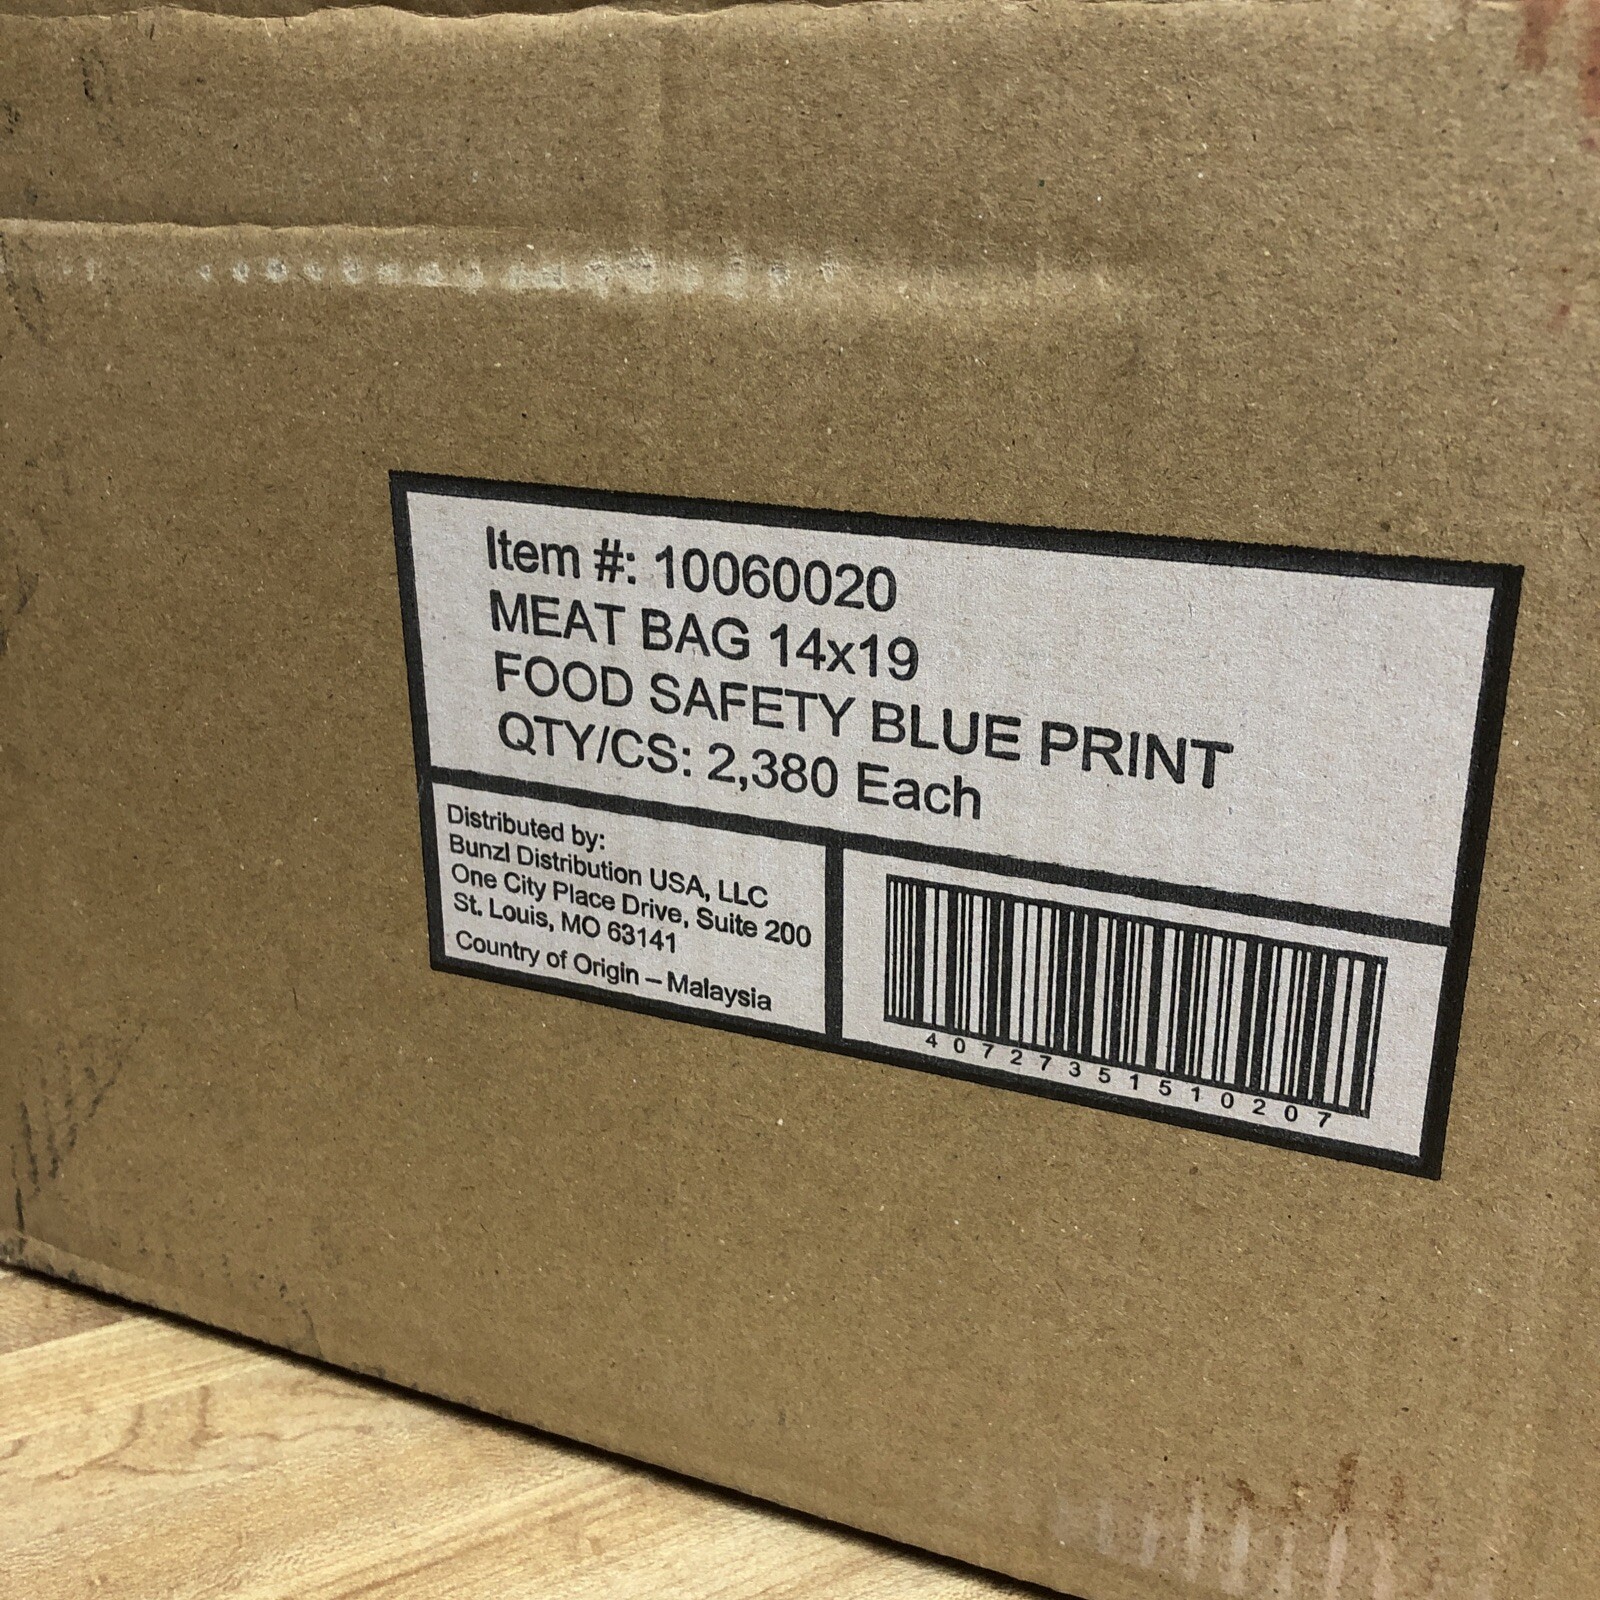 Item #: 10060020
MEAT BAG 14x19
FOOD SAFETY BLUE PRINT
QTY/CS: 2,380 Each
Distributed by:
Bunzl Distribution USA, LLC
One City Place Drive, Suite 200
St. Louis, MO 63141
Country of Origin – Malaysia
40727351510207